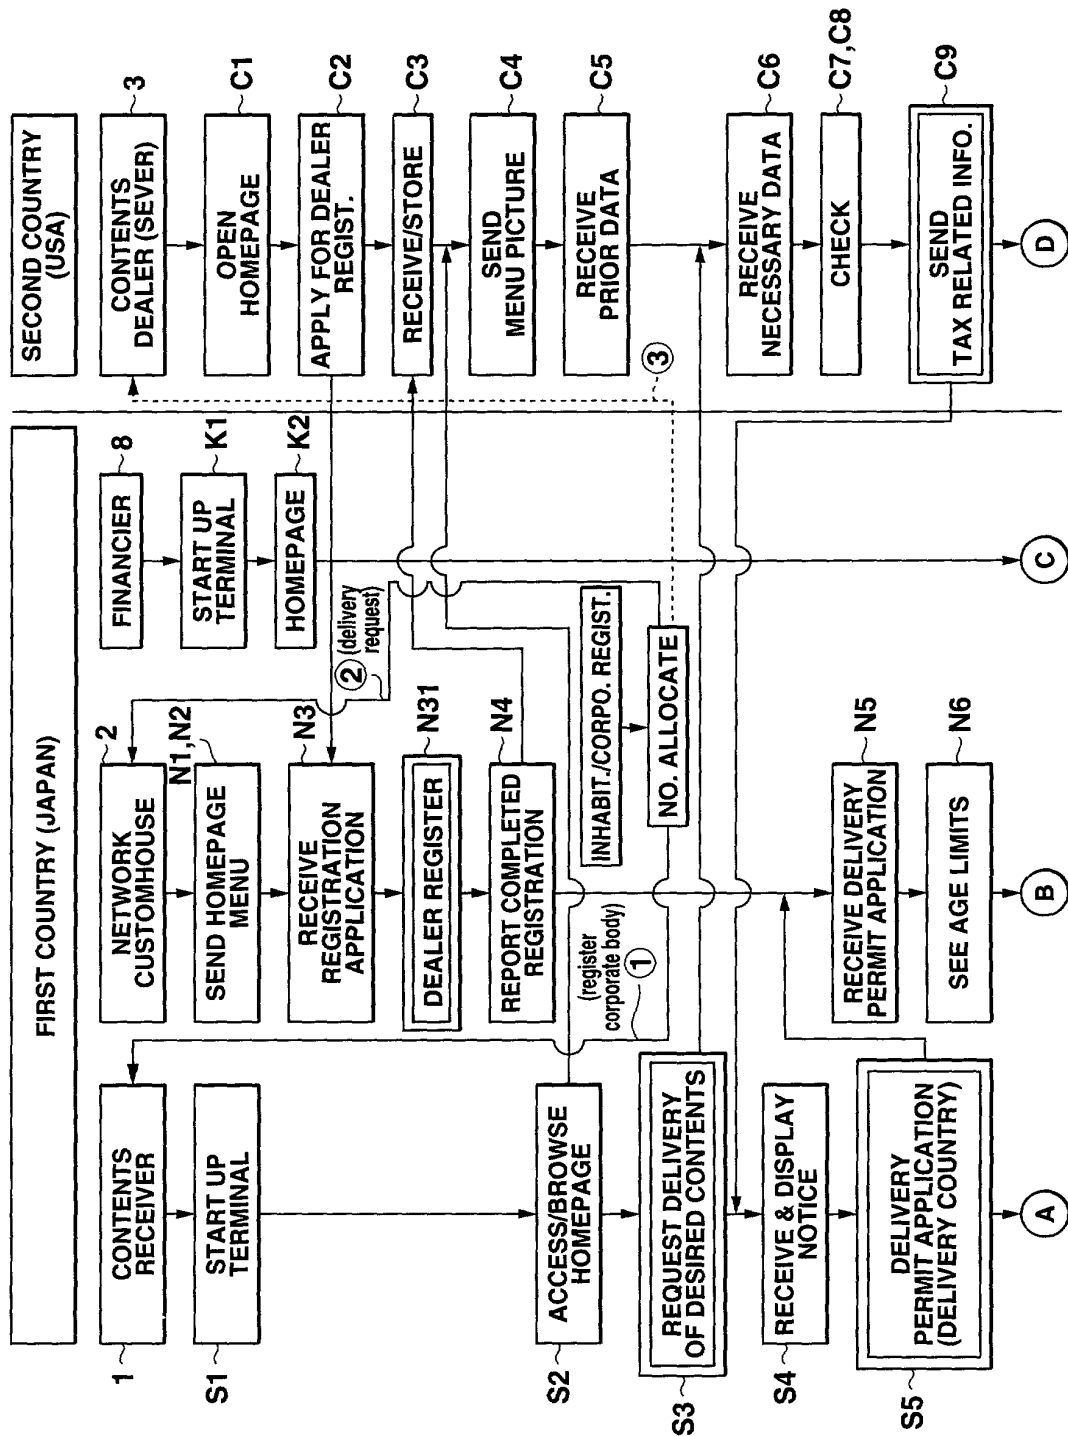 FIRST COUNTRY (JAPAN)
SECOND COUNTRY
(USA)
1
CONTENTS
RECEIVER
S1
START UP
TERMINAL
S2
ACCESS/BROWSE
HOMEPAGE
S3
REQUEST DELIVERY
OF DESIRED CONTENTS
S4
RECEIVE & DISPLAY
NOTICE
S5
DELIVERY
PERMIT APPLICATION
(DELIVERY COUNTRY)
A
2
NETWORK
CUSTOMHOUSE
N1,N2
SEND HOMEPAGE
MENU
N3
RECEIVE
REGISTRATION
APPLICATION
N31
DEALER REGISTER
N4
REPORT COMPLETED
REGISTRATION
(register
corporate body)
1
INHABIT./CORPO. REGIST.
NO. ALLOCATE
2
(delivery
request)
N5
RECEIVE DELIVERY
PERMIT APPLICATION
N6
SEE AGE LIMITS
B
8
FINANCIER
K1
START UP
TERMINAL
K2
HOMEPAGE
C
3
3
CONTENTS
DEALER (SEVER)
C1
OPEN
HOMEPAGE
C2
APPLY FOR DEALER
REGIST.
C3
RECEIVE/STORE
C4
SEND
MENU PICTURE
C5
RECEIVE
PRIOR DATA
C6
RECEIVE
NECESSARY DATA
C7,C8
CHECK
C9
SEND
TAX RELATED INFO.
D